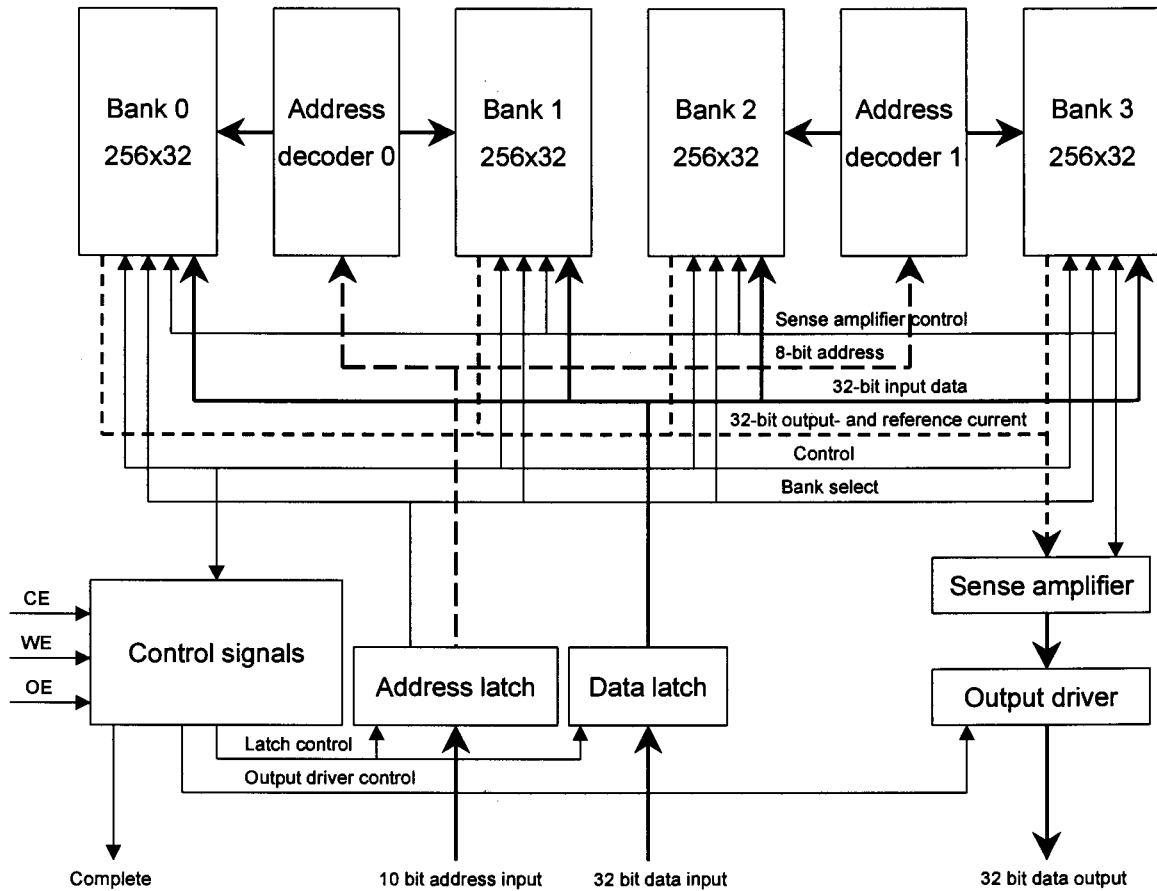 Bank 0
256x32
Address
decoder 0
Bank 1
256x32
Bank 2
256x32
Address
decoder 1
Bank 3
256x32
Sense amplifier control
8-bit address
32-bit input data
32-bit output- and reference current
Control
Bank select
CE
WE
OE
Control signals
Address latch
Data latch
Sense amplifier
Output driver
Latch control
Output driver control
Complete
10 bit address input
32 bit data input
32 bit data output